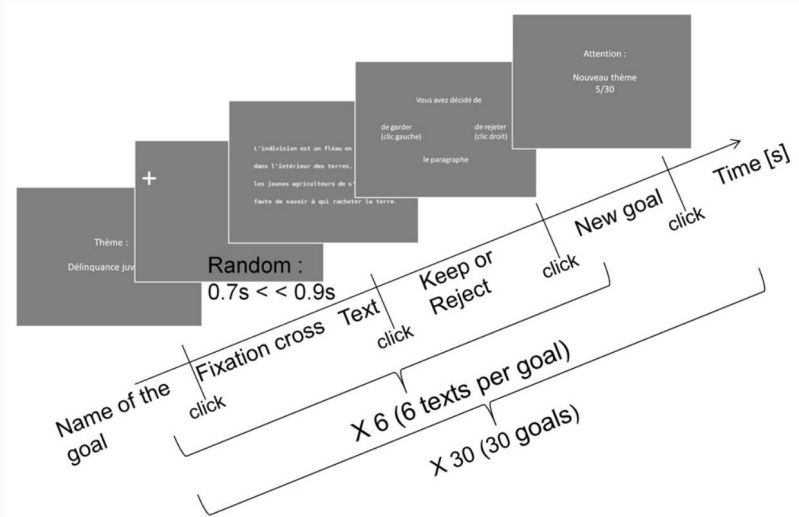 Attention :
Nouveau thème
5/30
Vous avez décidé de
de garder
(clic gauche)
de rejeter
(clic droit)
le paragraphe
L'indivision est un fléau en
dans l'intérieur des terres.
les jeunes agriculteurs de s'
faute de savoir à qui racheter la terre.
+
Thème :
Délinquance juv
Random :
0.7s < < 0.9s
Name of the
goal
click
Fixation cross
Text
click
Keep or
Reject
click
New goal
click
Time [s]
X 6 (6 texts per goal)
X 30 (30 goals)